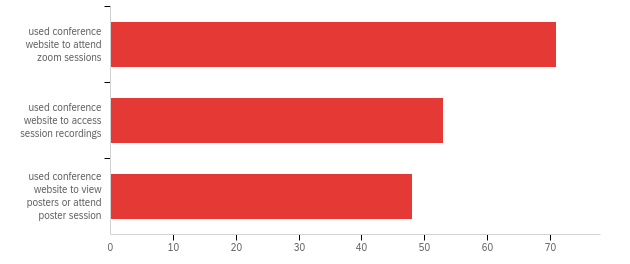 used conference
website to attend
zoom sessions
used conference
website to access
session recordings
used conference
website to view
posters or attend
poster session
0 10 20 30 40 50 60 70